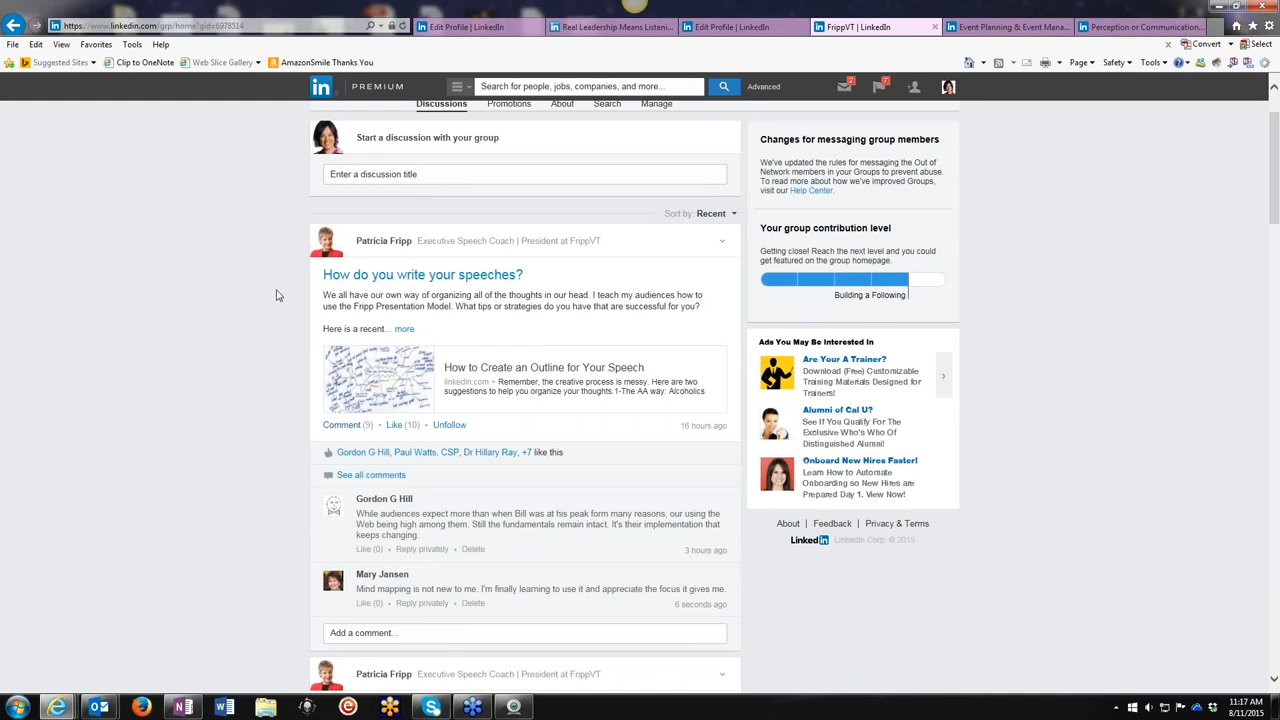 https://www.linkedin.com/grp/home?gid=6978514
Edit Profile | LinkedIn
Real Leadership Means Listeni...
Edit Profile | LinkedIn
FrippVT | LinkedIn
Event Planning & Event Mana...
Perception or Communication...
File Edit View Favorites Tools Help
Convert
Select
Suggested Sites
Clip to OneNote
Web Slice Gallery
AmazonSmile Thank You
Page
Safety
Tools
in PREMIUM
Search for people, jobs, companies, and more...
Advanced
2
7
Discussions Promotions About Search Manage
Start a discussion with your group
Enter a discussion title
Sort by: Recent
Patricia Fripp Executive Speech Coach | President at FrippVT
How do you write your speeches?
We all have our own way of organizing all of the thoughts in our head. I teach my audiences how to
use the Fripp Presentation Model. What tips or strategies do you have that are successful for you?
Here is a recent... more
How to Create an Outline for Your Speech
linkedin.com • Remember, the creative process is messy. Here are two
suggestions to help you organize your thoughts.1-The AA way: Alcoholics
Comment (9) • Like (10) • Unfollow
16 hours ago
Gordon G Hill, Paul Watts, CSP, Dr Hillary Ray, +7 like this
See all comments
Gordon G Hill
While audiences expect more than when Bill was at his peak form many reasons, our using the
Web being high among them. Still the fundamentals remain intact. It's their implementation that
keeps changing.
Like (0) • Reply privately • Delete
3 hours ago
Mary Jansen
Mind mapping is not new to me. I'm finally learning to use it and appreciate the focus it gives me.
Like (0) • Reply privately • Delete
6 seconds ago
Add a comment...
Patricia Fripp Executive Speech Coach | President at FrippVT
Changes for messaging group members
We've updated the rules for messaging the Out of
Network members in your Groups to prevent abuse.
To read more about how we've improved Groups,
visit our Help Center.
Your group contribution level
Getting close! Reach the next level and you could
get featured on the group homepage.
Building a Following
Ads You May Be Interested In
Are Your A Trainer?
Download (Free) Customizable
Training Materials Designed for
Trainers!
Alumni of Cal U?
See If You Qualify For The
Exclusive Who's Who Of
Distinguished Alumni!
Onboard New Hires Faster!
Learn How to Automate
Onboarding so New Hires are
Prepared Day 1. View Now!
About | Feedback | Privacy & Terms
Linked in LinkedIn Corp. © 2015
11:17 AM
8/11/2015